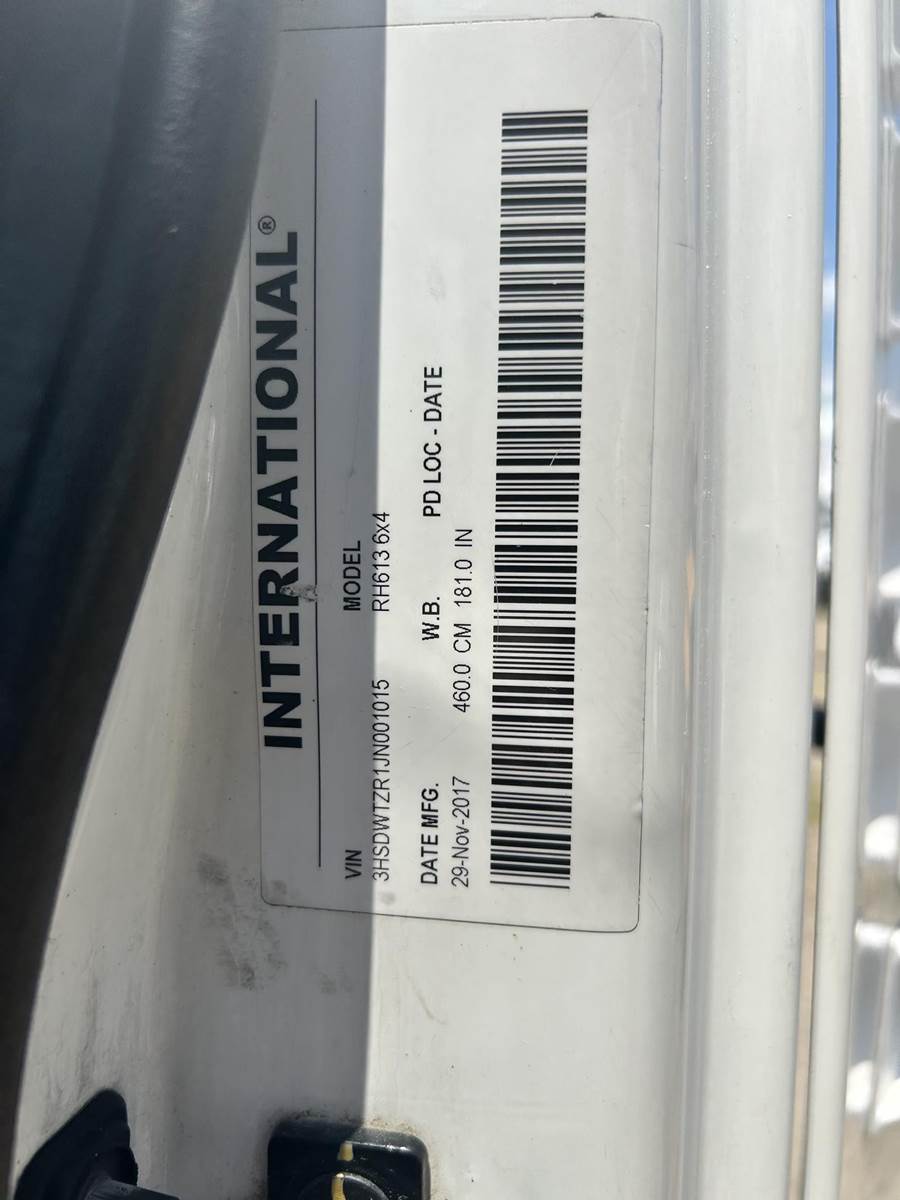 INTERNATIONAL®
VIN MODEL
3HSDWTZR1JN001015 RH613 6x4
DATE MFG. W.B. PD LOC - DATE
29-Nov-2017 460.0 CM 181.0 IN